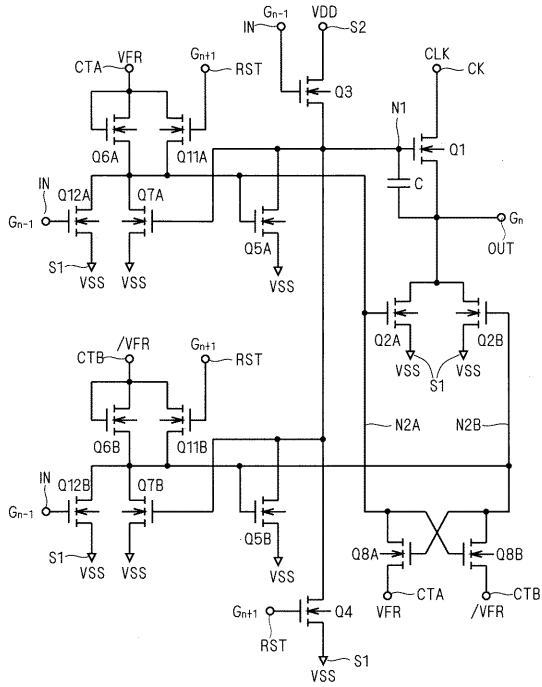 Gn-1 VDD
IN S2
VFR Gn+1
CTA RST
CLK
CK
Q3
N1
Q6A Q11A
Q1
C
IN Q12A Q7A
Gn-1
Gn
OUT
Q5A
S1
VSS VSS VSS
Q2A Q2B
VSS VSS
S1
/VFR Gn+1
CTB RST
Q6B Q11B
N2A N2B
IN Q12B Q7B
Gn-1
Q5B
S1
VSS VSS VSS
Q8A Q8B
CTA CTB
VFR /VFR
Gn+1 Q4
RST
S1
VSS